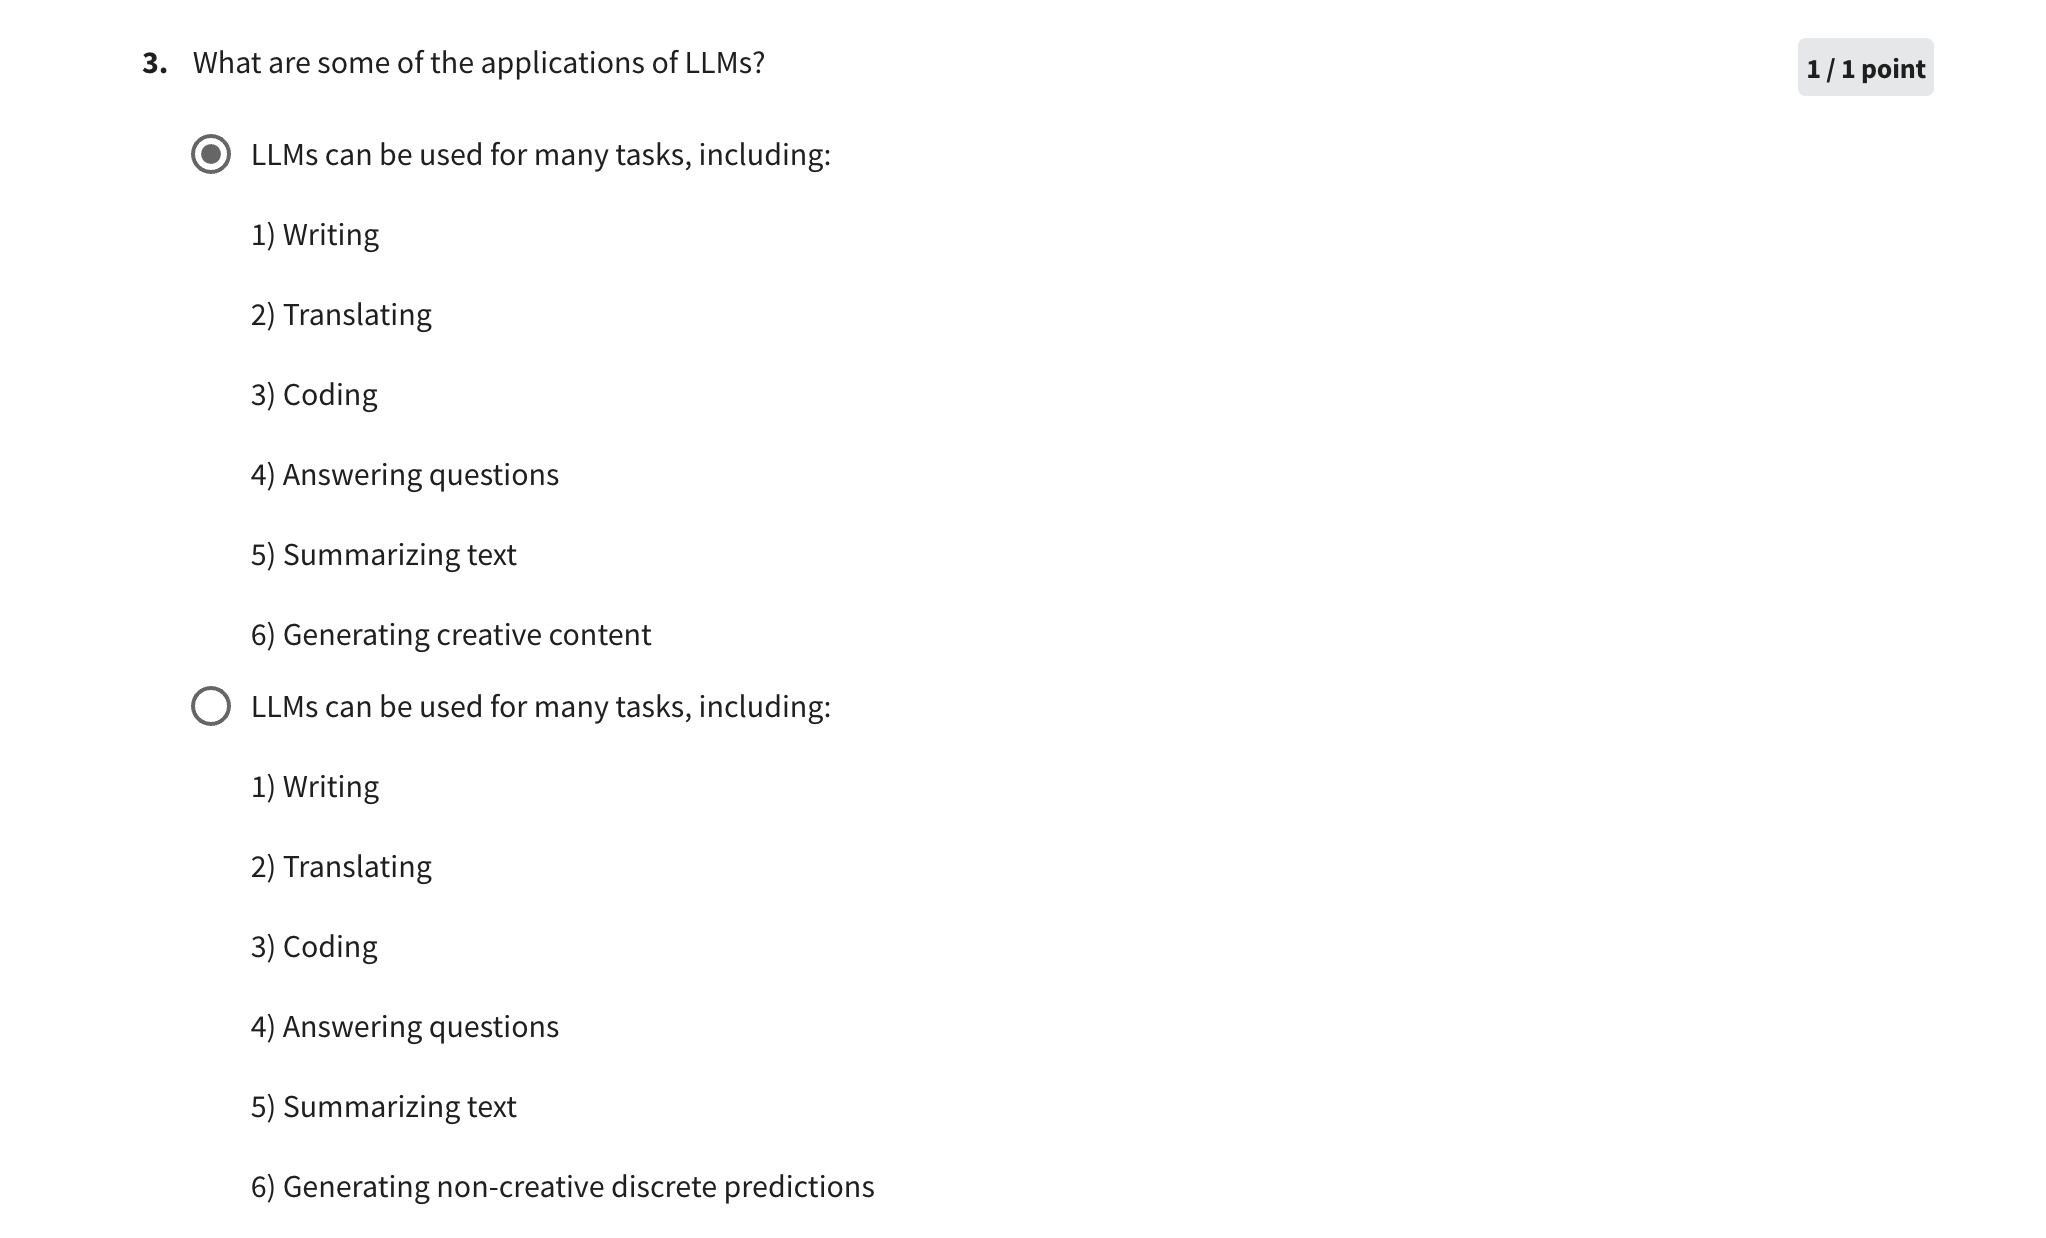 3. What are some of the applications of LLMs?
1 / 1 point
LLMs can be used for many tasks, including:
1) Writing
2) Translating
3) Coding
4) Answering questions
5) Summarizing text
6) Generating creative content
LLMs can be used for many tasks, including:
1) Writing
2) Translating
3) Coding
4) Answering questions
5) Summarizing text
6) Generating non-creative discrete predictions